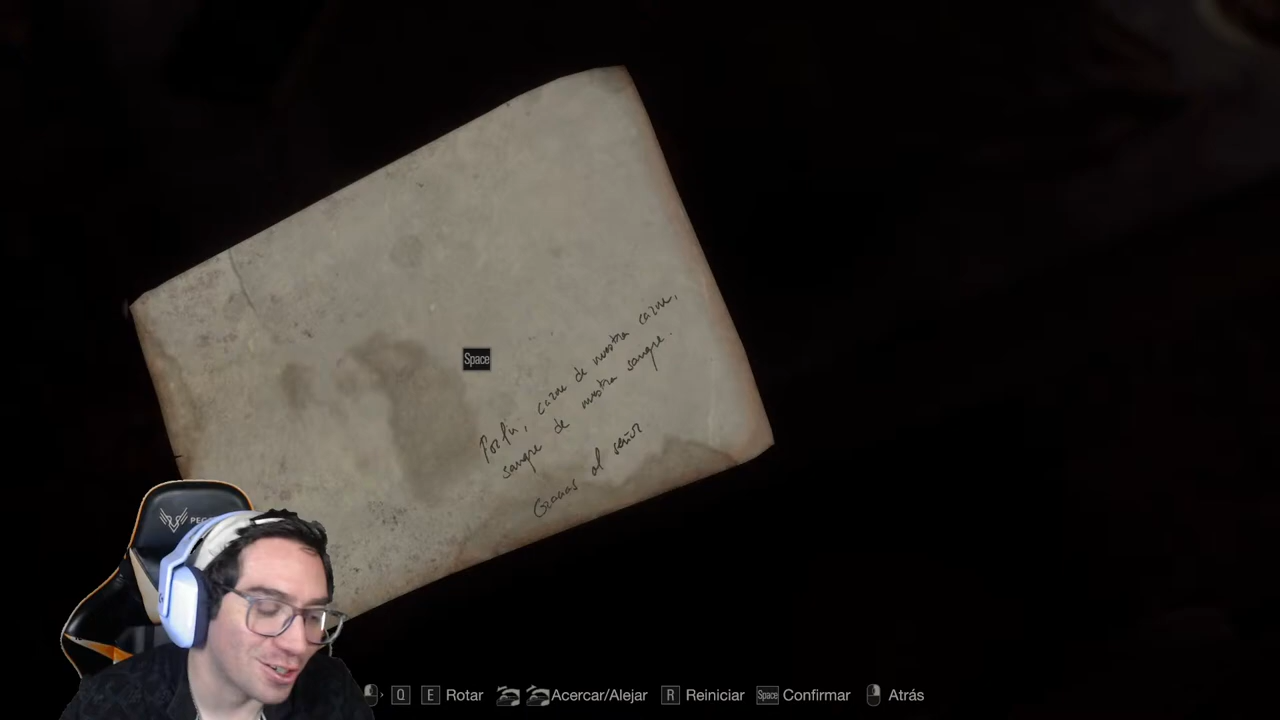 Space
Por fin, carne de nuestra carne,
sangre de nuestra sangre.
Gracias al señor
Q E Rotar Acercar/Alejar R Reiniciar Space Confirmar Atrás